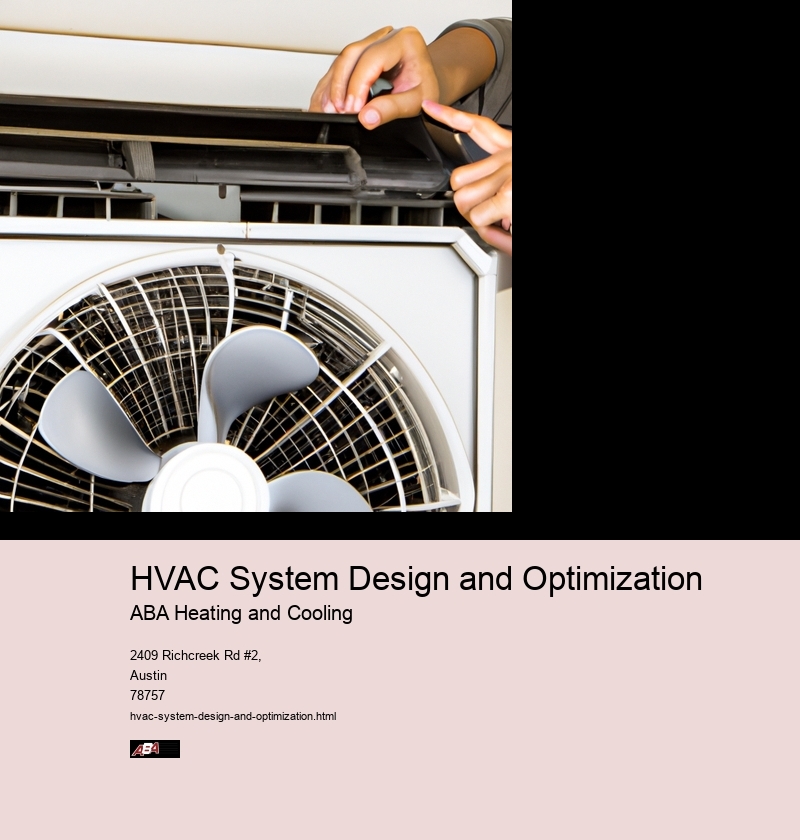 HVAC System Design and Optimization
ABA Heating and Cooling
2409 Richcreek Rd #2,
Austin
78757
hvac-system-design-and-optimization.html
ABA